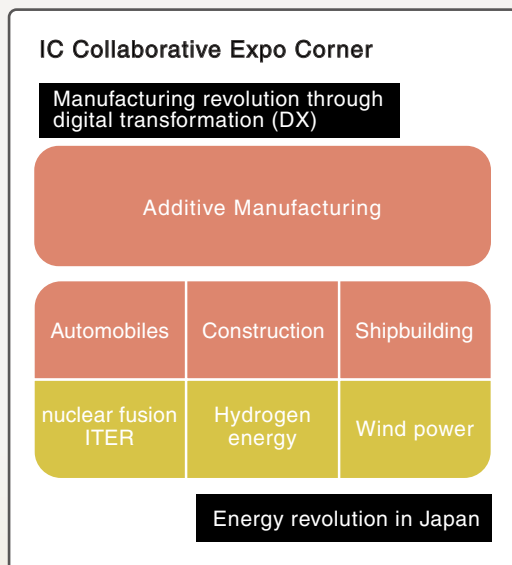 IC Collaborative Expo Corner
Manufacturing revolution through
digital transformation (DX)
Additive Manufacturing
Automobiles
Construction
Shipbuilding
nuclear fusion
ITER
Hydrogen
energy
Wind power
Energy revolution in Japan